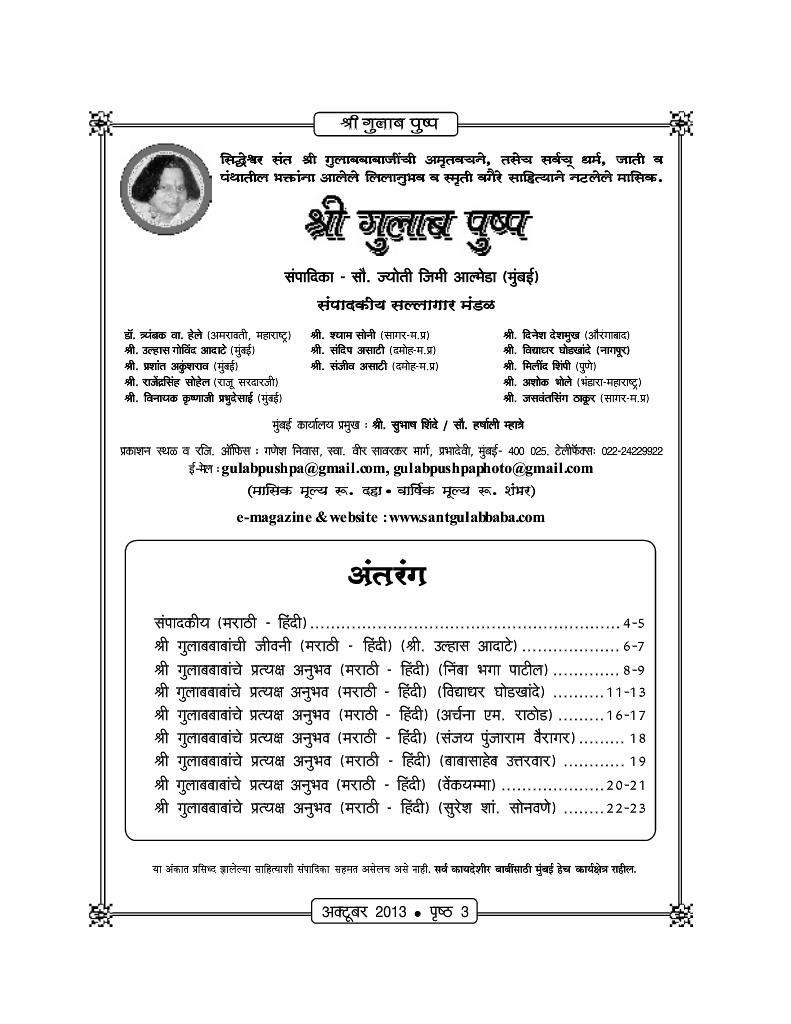 श्री गुलाब पुष्प
सिद्धेश्वर संत श्री गुलाबबाबाजींची अमृतवचने, तसेच सर्वच् धर्म, जाती व
पंथातील भक्तांना आलेले लिलानुभव व स्मृती वगैरे साहित्याने नटलेले मासिक.
श्री गुलाब पुष्प
संपादिका - सौ. ज्योती जिमी आल्मेडा (मुंबई)
संपादकीय सल्लागार मंडळ
डॉ. त्र्यंबक वा. हेले (अमरावती, महाराष्ट्र) श्री. श्याम सोनी (सागर-म.प्र) श्री. दिनेश देशमुख (औरंगाबाद)
श्री. उल्हास गोविंद आदाटे (मुंबई) श्री. संदिप असाटी (दमोह-म.प्र) श्री. विद्याधर घोडखांदे (नागपूर)
श्री. प्रशांत अकुंशराव (मुंबई) श्री. संजीव असाटी (दमोह-म.प्र) श्री. मिलींद शिंपी (पुणे)
श्री. राजेंद्रसिंह सोहेल (राजू सरदारजी) श्री. अशोक भोले (भंडारा-महाराष्ट्र)
श्री. विनायक कृष्णाजी प्रभुदेसाई (मुंबई) श्री. जसवंतसिंग ठाकूर (सागर-म.प्र)
मुंबई कार्यालय प्रमुख : श्री. सुभाष शिंदे / सौ. हर्षाली म्हात्रे
प्रकाशन स्थळ व रजि. ऑफिस : गणेश निवास, स्वा. वीर सावरकर मार्ग, प्रभादेवी, मुंबई- 400 025. टेलीफॅक्सः 022-24229922
ई-मेल : gulabpushpa@gmail.com, gulabpushpaphoto@gmail.com
(मासिक मूल्य रू. दहा • वार्षिक मूल्य रू. शंभर)
e-magazine & website : www.santgulabbaba.com
अंतरंग
संपादकीय (मराठी - हिंदी) ............................................................ 4-5
श्री गुलाबबाबांची जीवनी (मराठी - हिंदी) (श्री. उल्हास आदाटे) ................... 6-7
श्री गुलाबबाबांचे प्रत्यक्ष अनुभव (मराठी - हिंदी) (निंबा भगा पाटील) ............. 8-9
श्री गुलाबबाबांचे प्रत्यक्ष अनुभव (मराठी - हिंदी) (विद्याधर घोडखांदे) .......... 11-13
श्री गुलाबबाबांचे प्रत्यक्ष अनुभव (मराठी - हिंदी) (अर्चना एम. राठोड) ......... 16-17
श्री गुलाबबाबांचे प्रत्यक्ष अनुभव (मराठी - हिंदी) (संजय पुंजाराम वैरागर) ......... 18
श्री गुलाबबाबांचे प्रत्यक्ष अनुभव (मराठी - हिंदी) (बाबासाहेब उत्तरवार) ............ 19
श्री गुलाबबाबांचे प्रत्यक्ष अनुभव (मराठी - हिंदी) (वेंकयम्मा) .................... 20-21
श्री गुलाबबाबांचे प्रत्यक्ष अनुभव (मराठी - हिंदी) (सुरेश शां. सोनवणे) ........ 22-23
या अंकात प्रसिध्द झालेल्या साहित्याशी संपादिका सहमत असेलच असे नाही. सर्व कायदेशीर बाबींसाठी मुंबई हेच कार्यक्षेत्र राहील.
अक्टूबर 2013 • पृष्ठ 3